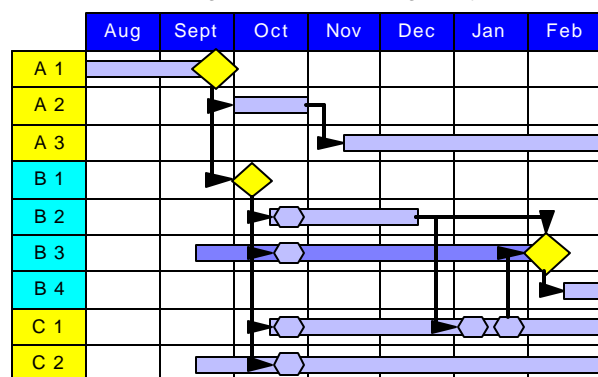 Aug Sept Oct Nov Dec Jan Feb
A 1
A 2
A 3
B 1
B 2
B 3
B 4
C 1
C 2